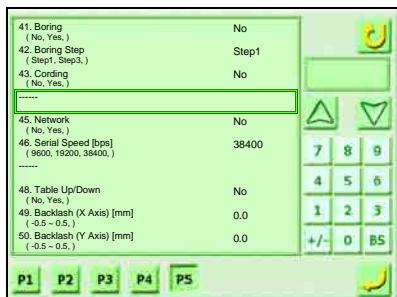 41. Boring No
( No, Yes, )
42. Boring Step Step1
( Step1, Step3, )
43. Cording No
( No, Yes, )
------
45. Network No
( No, Yes, )
46. Serial Speed [bps] 38400
( 9600, 19200, 38400, )
------
48. Table Up/Down No
( No, Yes, )
49. Backlash (X Axis) [mm] 0.0
( -0.5 ~ 0.5, )
50. Backlash (Y Axis) [mm] 0.0
( -0.5 ~ 0.5, )
7 8 9
4 5 6
1 2 3
+/- 0 BS
P1 P2 P3 P4 P5